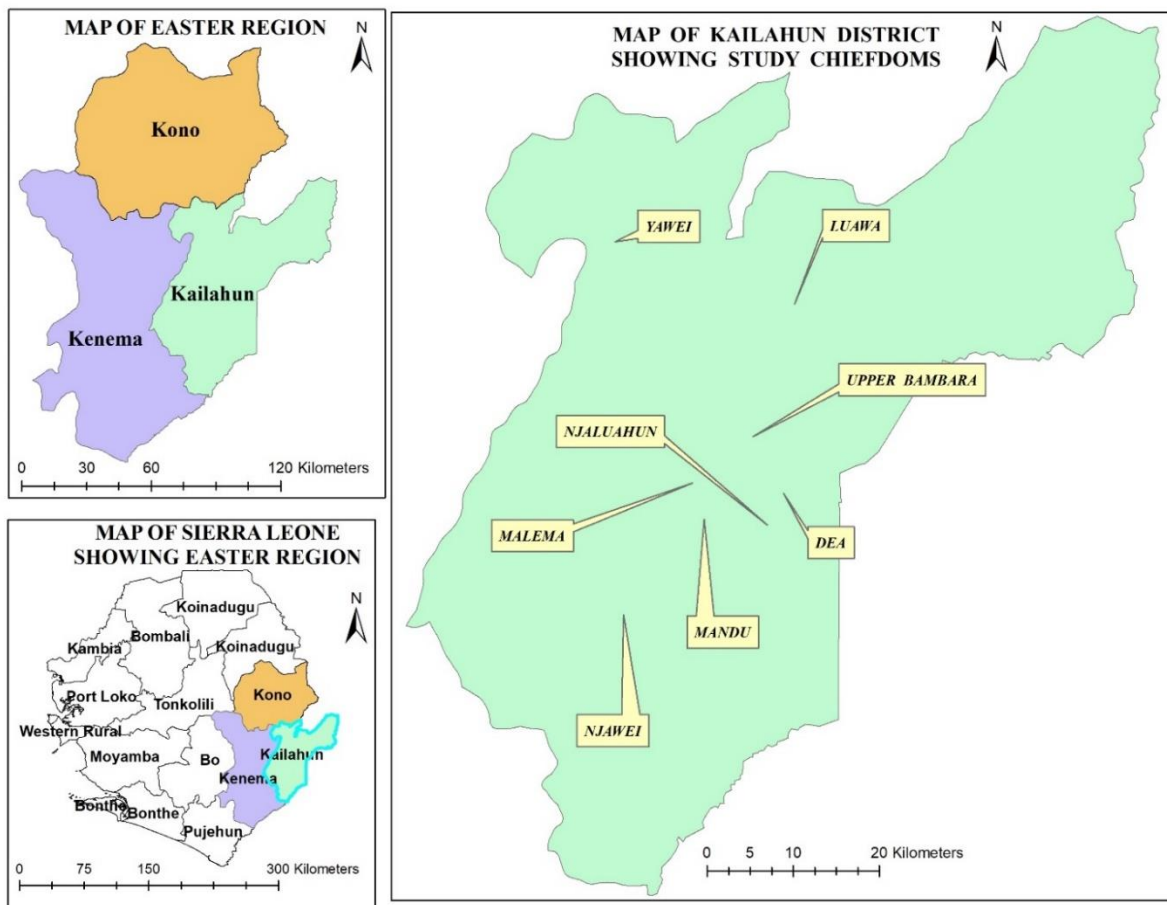 MAP OF EASTER REGION
N
Kono
Kailahun
Kenema
0 30 60 120 Kilometers
MAP OF SIERRA LEONE
SHOWING EASTER REGION
N
Koinadugu
Bombali
Kambia
Koinadugu
Kono
Port Loko
Tonkolili
Western Rural
Moyamba
Bo
Kailahun
Kenema
Bonthe
Bonthe
Pujehun
0 75 150 300 Kilometers
MAP OF KAILAHUN DISTRICT
SHOWING STUDY CHIEFDOMS
N
YAWEI
LUAWA
UPPER BAMBARA
NJALUAHUN
MALEMA
DEA
MANDU
NJAWEI
0 5 10 20 Kilometers